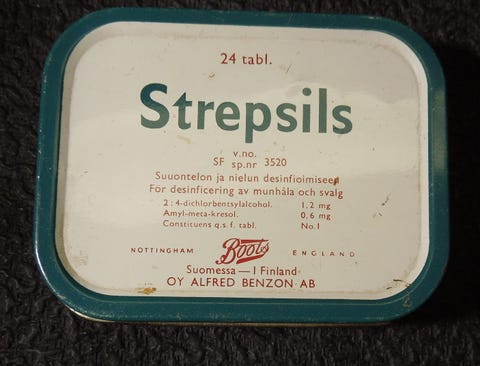 24 tabl.
Strepsils
v.no.
SF sp.nr 3520
Suuontelon ja nielun desinfioimiseen
För desinficering av munhåla och svalg
2:4-dichlorbentsylalcohol. 1,2 mg
Amyl-meta-kresol. 0,6 mg
Constituens q.s.f. tabl. No.1
NOTTINGHAM Boots ENGLAND
Suomessa — I Finland
OY ALFRED BENZON AB